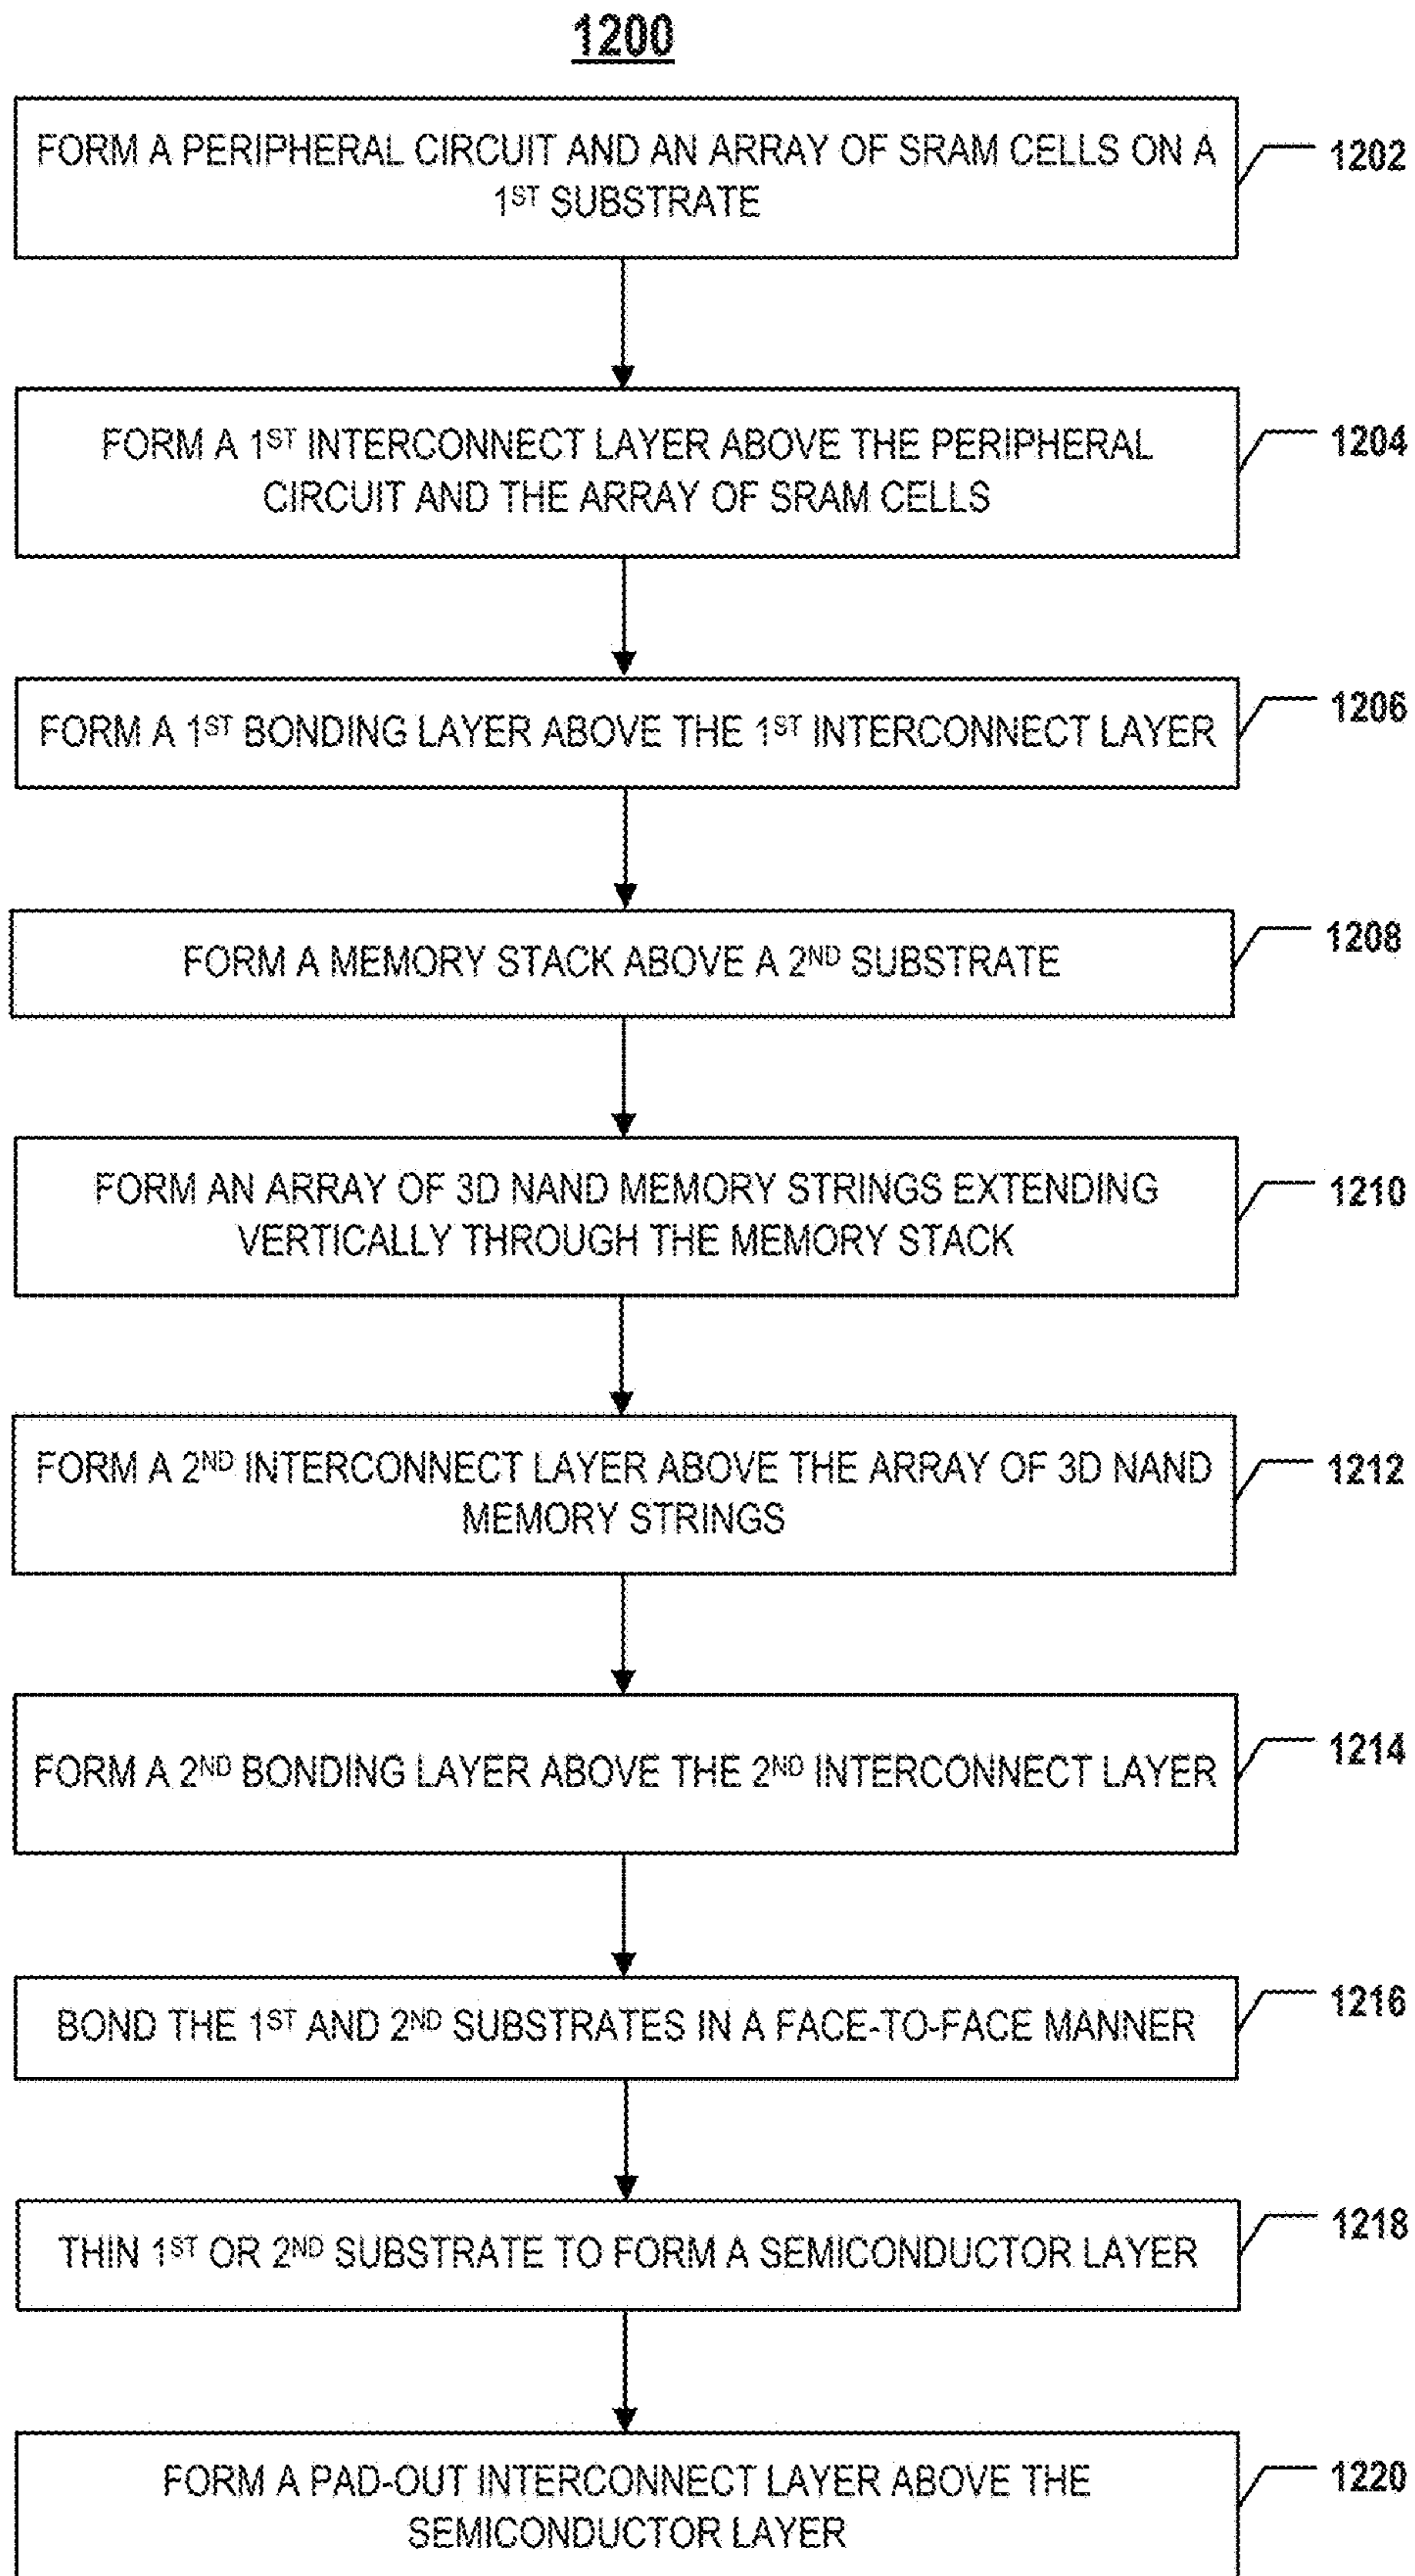 1200
FORM A PERIPHERAL CIRCUIT AND AN ARRAY OF SRAM CELLS ON A
1ST SUBSTRATE
1202
FORM A 1ST INTERCONNECT LAYER ABOVE THE PERIPHERAL
CIRCUIT AND THE ARRAY OF SRAM CELLS
1204
FORM A 1ST BONDING LAYER ABOVE THE 1ST INTERCONNECT LAYER
1206
FORM A MEMORY STACK ABOVE A 2ND SUBSTRATE
1208
FORM AN ARRAY OF 3D NAND MEMORY STRINGS EXTENDING
VERTICALLY THROUGH THE MEMORY STACK
1210
FORM A 2ND INTERCONNECT LAYER ABOVE THE ARRAY OF 3D NAND
MEMORY STRINGS
1212
FORM A 2ND BONDING LAYER ABOVE THE 2ND INTERCONNECT LAYER
1214
BOND THE 1ST AND 2ND SUBSTRATES IN A FACE-TO-FACE MANNER
1216
THIN 1ST OR 2ND SUBSTRATE TO FORM A SEMICONDUCTOR LAYER
1218
FORM A PAD-OUT INTERCONNECT LAYER ABOVE THE
SEMICONDUCTOR LAYER
1220